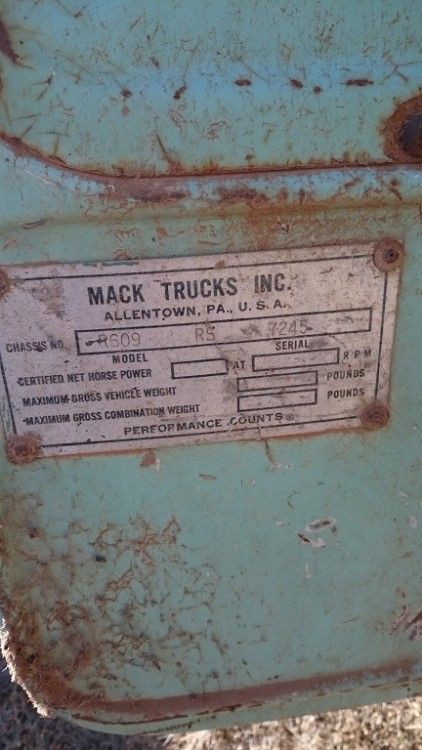 MACK TRUCKS INC.
ALLENTOWN, PA., U.S.A.
CHASSIS NO. R609 RS 7245
MODEL SERIAL
CERTIFIED NET HORSE POWER AT RPM
MAXIMUM GROSS VEHICLE WEIGHT POUNDS
MAXIMUM GROSS COMBINATION WEIGHT POUNDS
PERFORMANCE COUNTS®